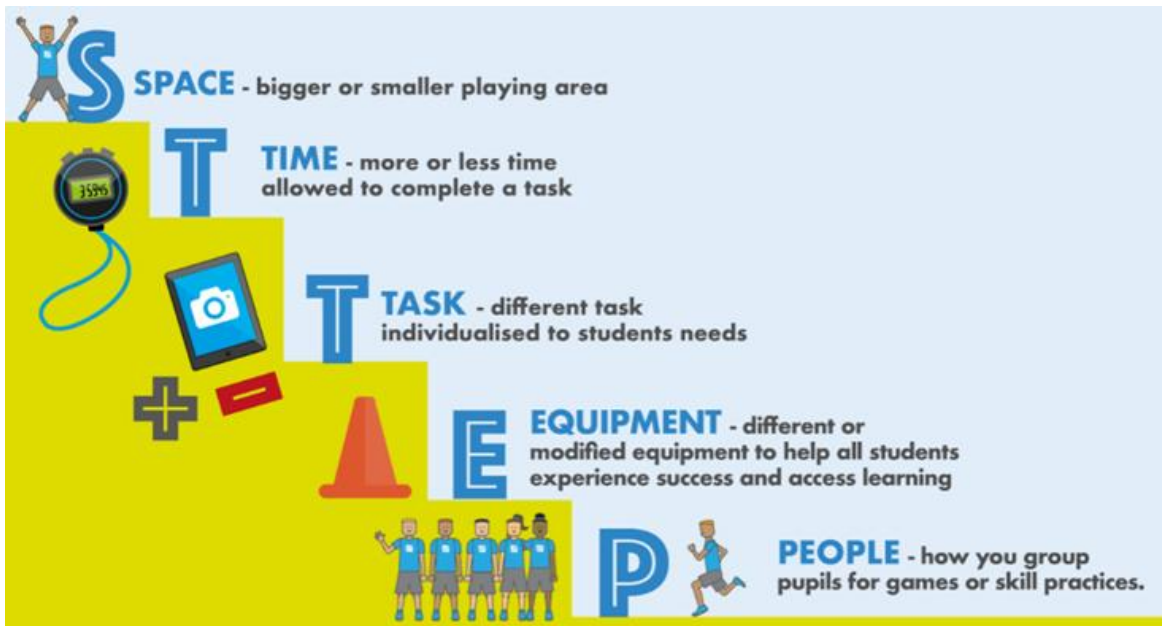 S
SPACE - bigger or smaller playing area
T
TIME - more or less time
allowed to complete a task
35945
T
TASK - different task
individualised to students needs
E
EQUIPMENT - different or
modified equipment to help all students
experience success and access learning
P
PEOPLE - how you group
pupils for games or skill practices.